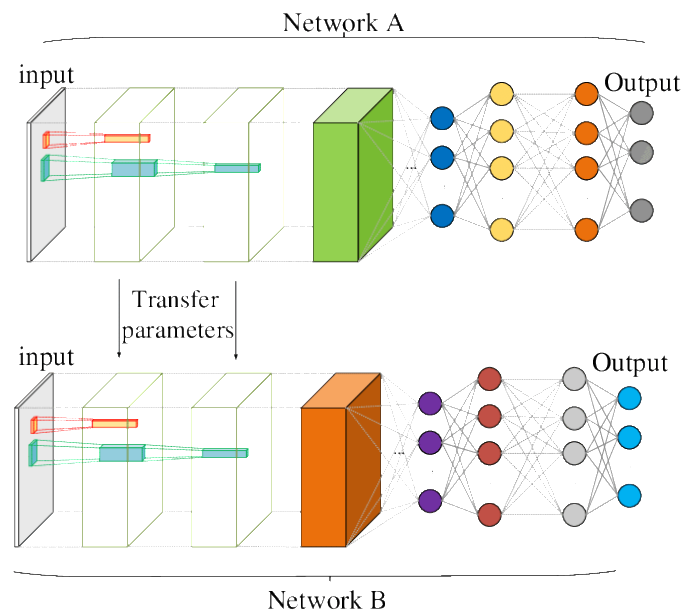 Network A
input
Output
...
Transfer
parameters
input
Output
...
Network B